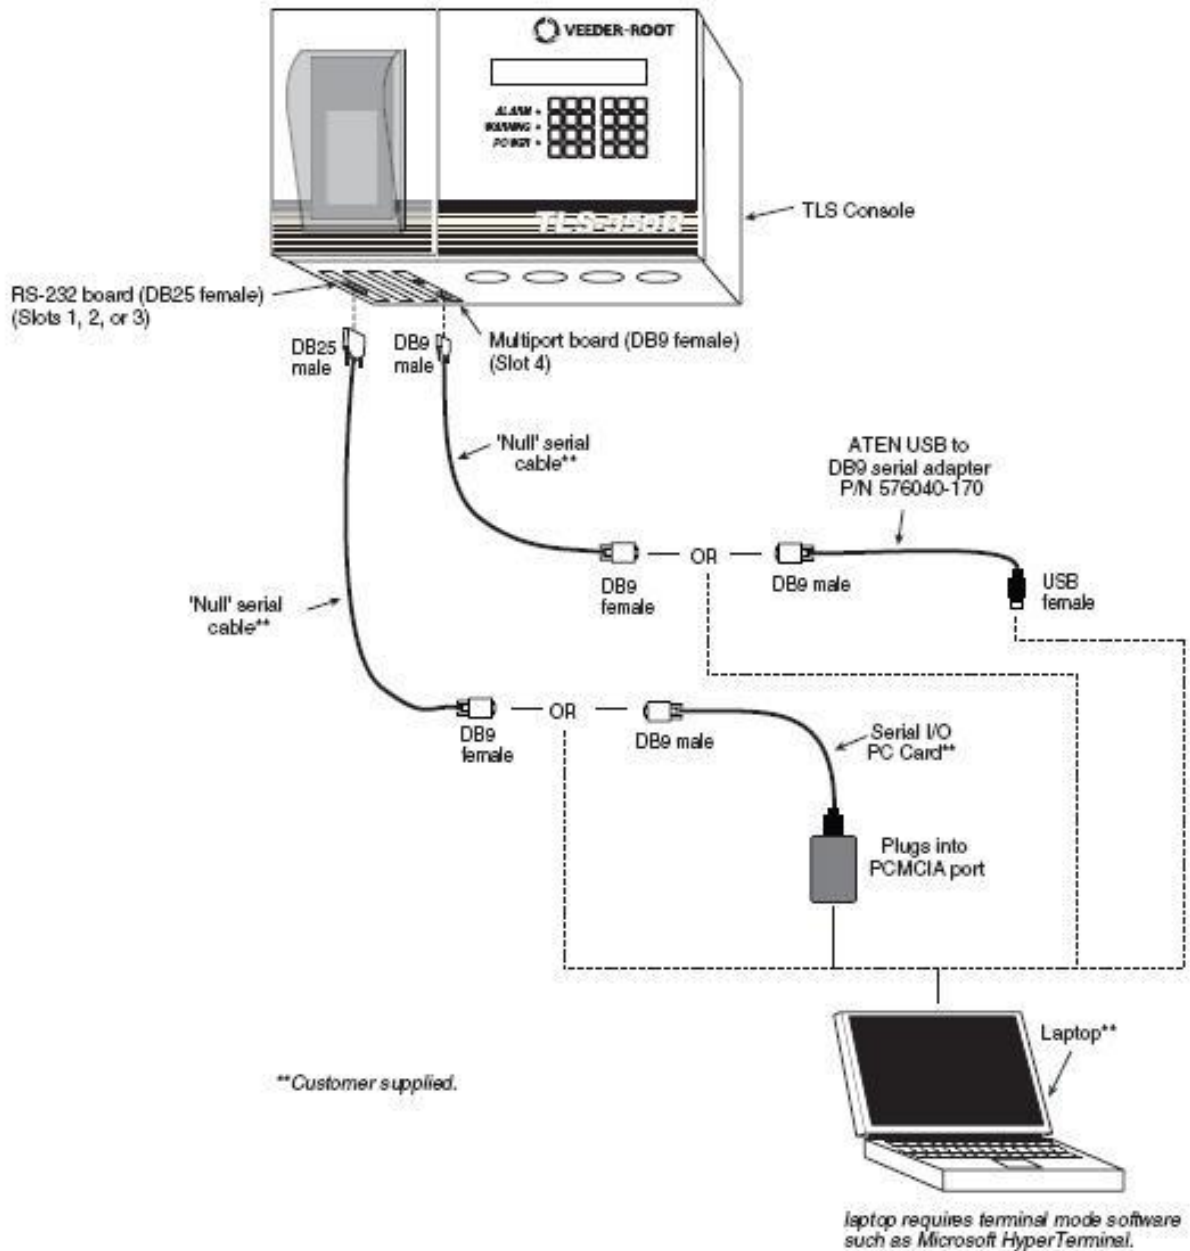 VEEDER-ROOT
ALARM
WARNING
POWER
TLS-350R
TLS Console
RS-232 board (DB25 female)
(Slots 1, 2, or 3)
DB25
male
DB9
male
Multiport board (DB9 female)
(Slot 4)
'Null' serial
cable**
ATEN USB to
DB9 serial adapter
P/N 576040-170
OR
DB9
female
DB9 male
USB
female
'Null' serial
cable**
OR
DB9
female
DB9 male
Serial I/O
PC Card**
Plugs into
PCMCIA port
Laptop**
**Customer supplied.
laptop requires terminal mode software
such as Microsoft HyperTerminal.